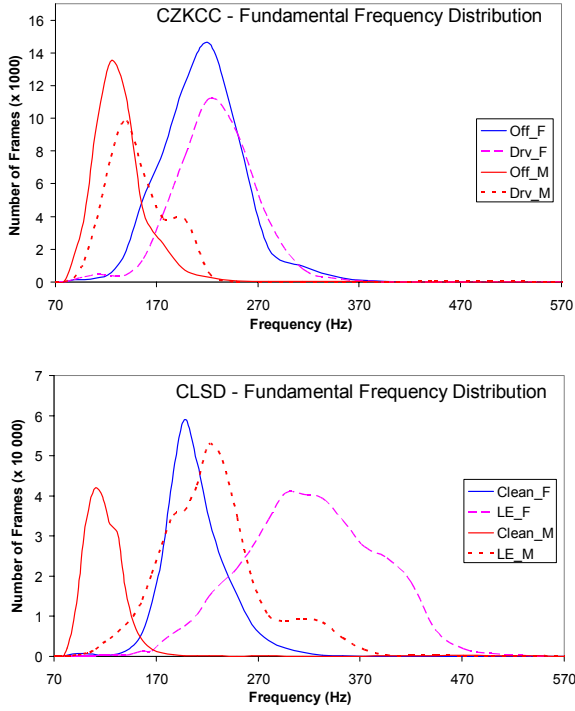 CZKCC - Fundamental Frequency Distribution
16
14
12
10
8
6
4
2
0
Number of Frames (x 1000)
Off_F
Drv_F
Off_M
Drv_M
70 170 270 370 470 570
Frequency (Hz)
CLSD - Fundamental Frequency Distribution
7
6
5
4
3
2
1
0
Number of Frames (x 10 000)
Clean_F
LE_F
Clean_M
LE_M
70 170 270 370 470 570
Frequency (Hz)